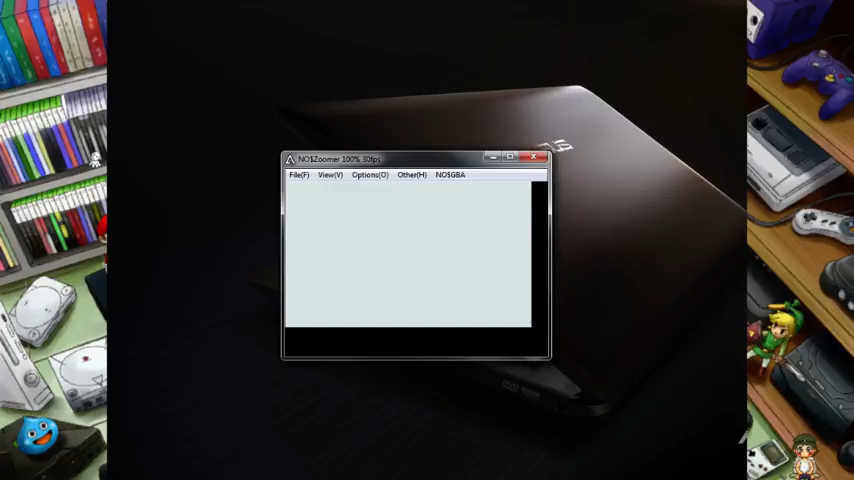 NO$Zoomer 100% 30fps
File(F) View(V) Options(O) Other(H) NO$GBA